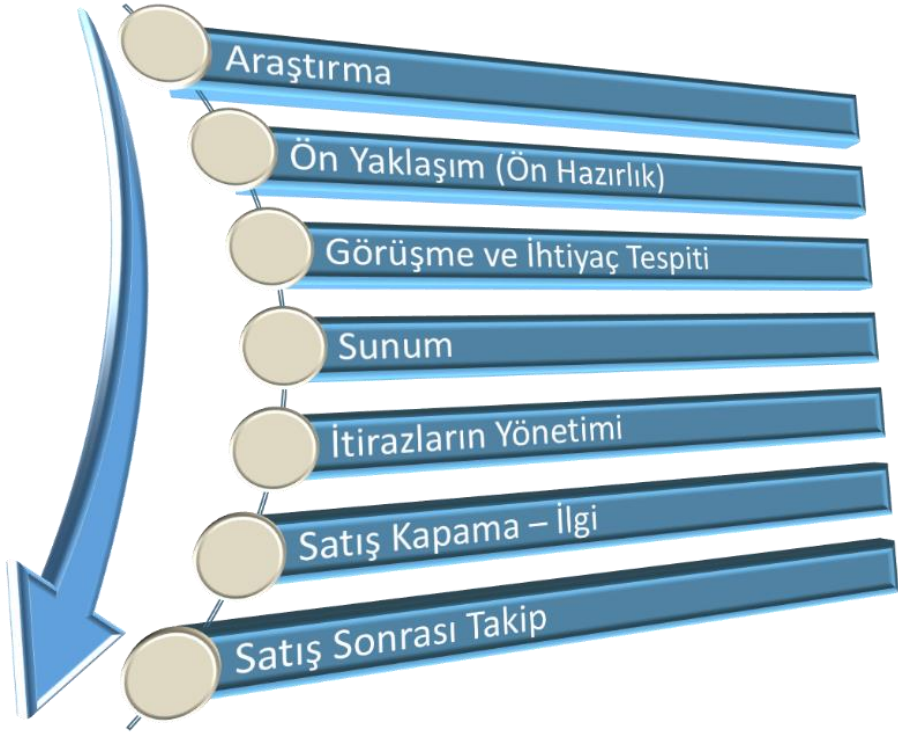 Araştırma
Ön Yaklaşım (Ön Hazırlık)
Görüşme ve İhtiyaç Tespiti
Sunum
İtirazların Yönetimi
Satış Kapama – İlgi
Satış Sonrası Takip